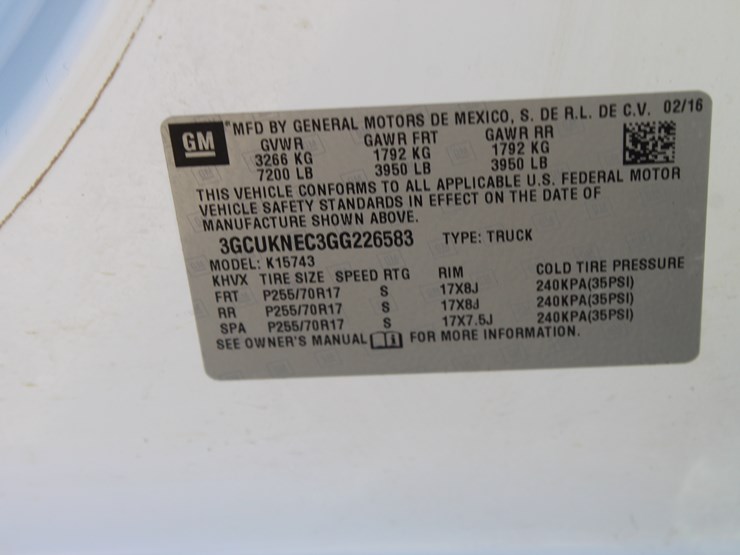 GM
*MFD BY GENERAL MOTORS DE MEXICO, S. DE R.L. DE C.V. 02/16
GVWR GAWR FRT GAWR RR
3266 KG 1792 KG 1792 KG
7200 LB 3950 LB 3950 LB
THIS VEHICLE CONFORMS TO ALL APPLICABLE U.S. FEDERAL MOTOR
VEHICLE SAFETY STANDARDS IN EFFECT ON THE DATE OF
MANUFACTURE SHOWN ABOVE.
3GCUKNEC3GG226583 TYPE: TRUCK
MODEL: K15743
KHVX TIRE SIZE SPEED RTG RIM COLD TIRE PRESSURE
FRT P255/70R17 S 17X8J 240KPA(35PSI)
RR P255/70R17 S 17X8J 240KPA(35PSI)
SPA P255/70R17 S 17X7.5J 240KPA(35PSI)
SEE OWNER'S MANUAL FOR MORE INFORMATION.